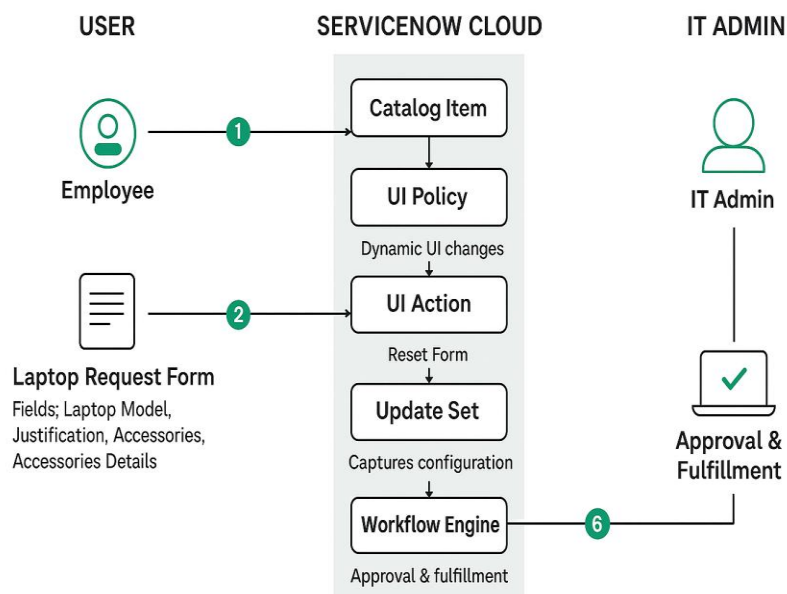 USER
SERVICENOW CLOUD
IT ADMIN
1
Employee
Catalog Item
UI Policy
Dynamic UI changes
IT Admin
2
Laptop Request Form
Fields; Laptop Model,
Justification, Accessories,
Accessories Details
UI Action
Reset Form
Update Set
Captures configuration
Workflow Engine
Approval & fulfillment
6
Approval &
Fulfillment